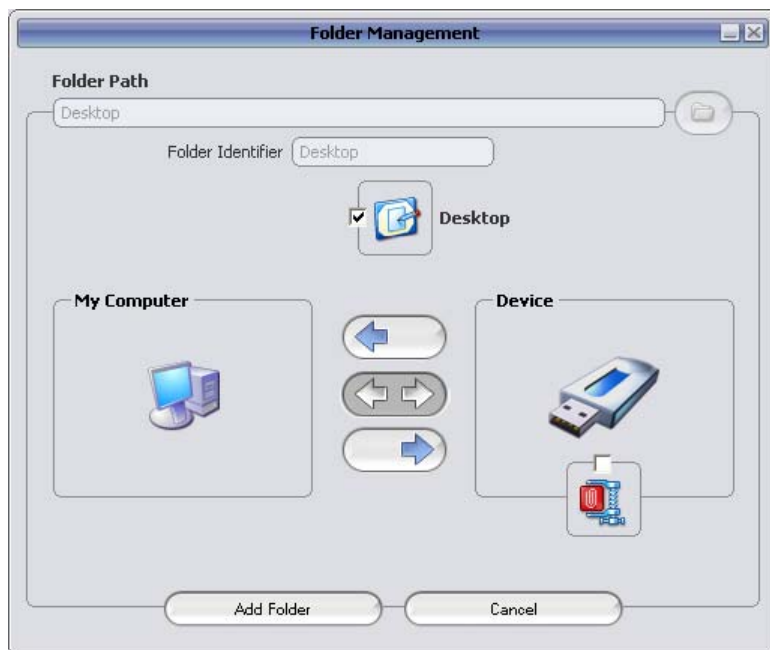 Folder Management
Folder Path
Desktop
Folder Identifier Desktop
Desktop
My Computer
Device
Add Folder
Cancel